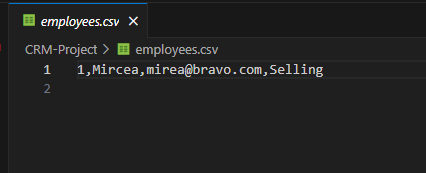 employees.csv ×
CRM-Project > employees.csv
1 1,Mircea,mirea@bravo.com,Selling
2